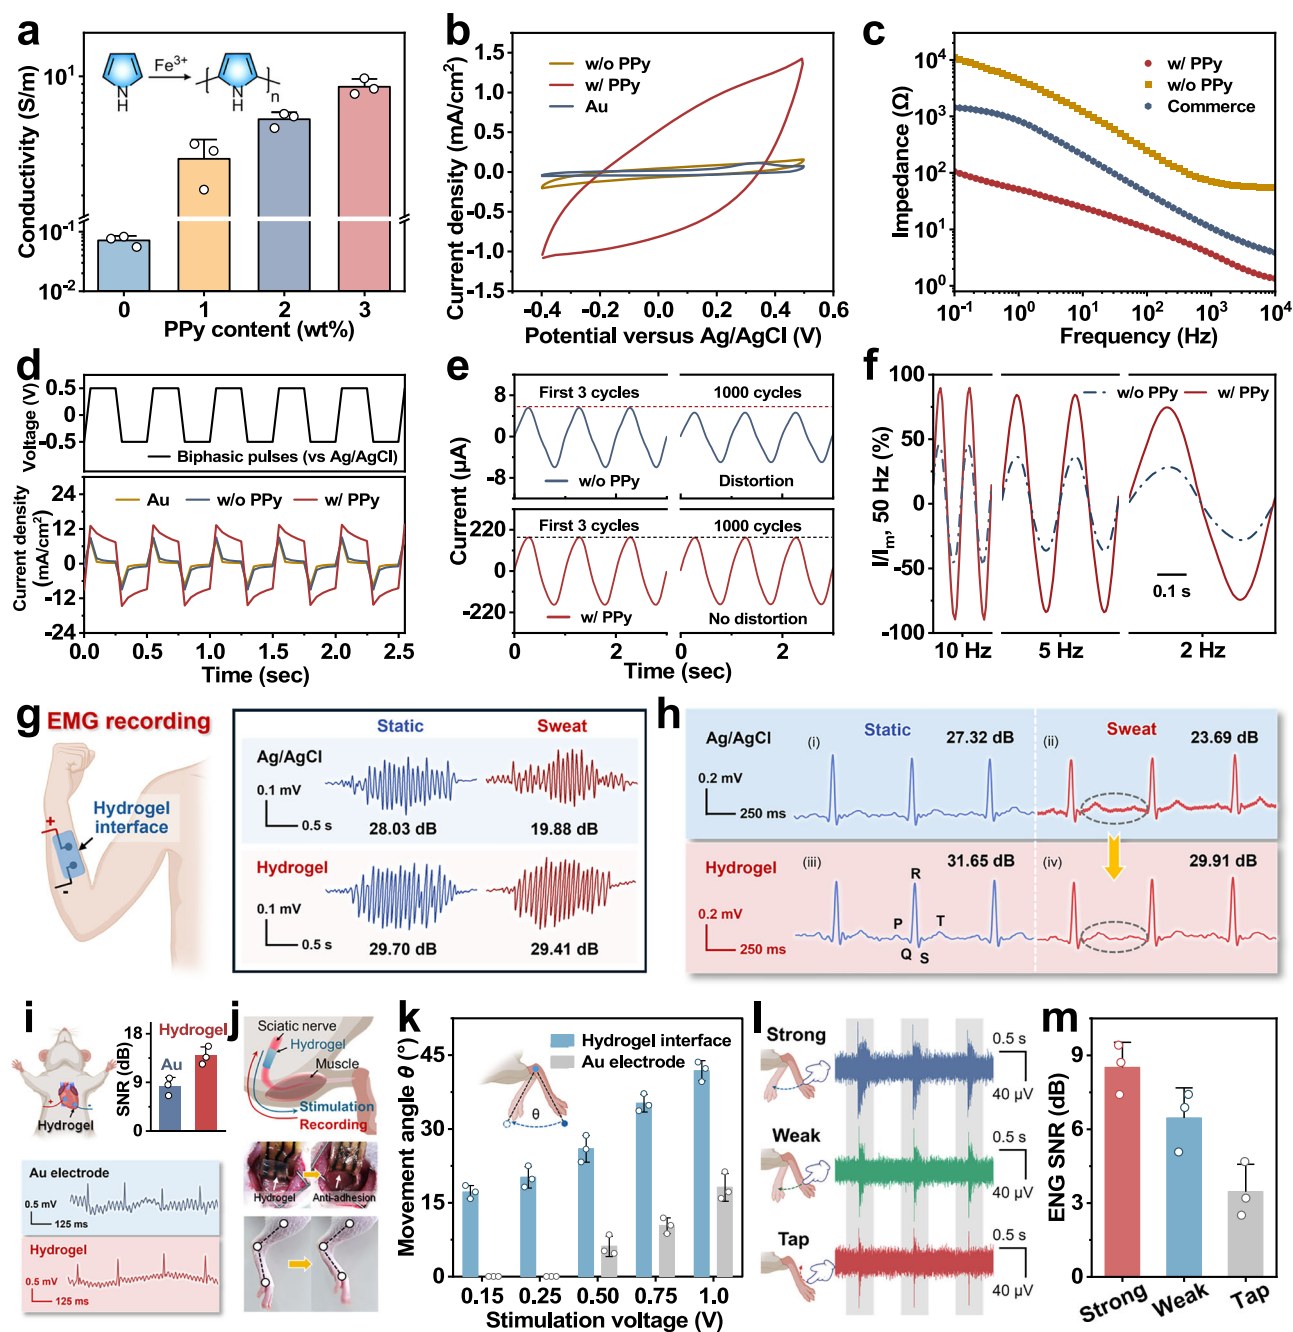 a
Conductivity (S/m)
10¹
10⁻¹
10⁻²
Fe³⁺
N
H
N
H
n
0
1
2
3
PPy content (wt%)
b
Current density (mA/cm²)
1.5
1.0
0.5
0.0
-0.5
-1.0
-1.5
w/o PPy
w/ PPy
Au
-0.4
-0.2
0.0
0.2
0.4
0.6
Potential versus Ag/AgCl (V)
c
Impedance (Ω)
10⁴
10³
10²
10¹
10⁰
w/ PPy
w/o PPy
Commerce
10⁻¹
10⁰
10¹
10²
10³
10⁴
Frequency (Hz)
d
Voltage (V)
0.5
0
-0.5
Biphasic pulses (vs Ag/AgCl)
Current density
(mA/cm²)
24
12
0
-12
-24
Au
w/o PPy
w/ PPy
0.0
0.5
1.0
1.5
2.0
2.5
Time (sec)
e
Current (μA)
8
0
-8
First 3 cycles
1000 cycles
w/o PPy
Distortion
220
0
-220
First 3 cycles
1000 cycles
w/ PPy
No distortion
0
2
0
2
Time (sec)
f
I/Im, 50 Hz (%)
100
50
0
-50
-100
w/o PPy
w/ PPy
0.1 s
10 Hz
5 Hz
2 Hz
g
EMG recording
Hydrogel
interface
+
-
Static
Sweat
Ag/AgCl
0.1 mV
0.5 s
28.03 dB
19.88 dB
Hydrogel
0.1 mV
0.5 s
29.70 dB
29.41 dB
h
Ag/AgCl
(i)
Static
27.32 dB
(ii)
Sweat
23.69 dB
0.2 mV
250 ms
Hydrogel
(iii)
31.65 dB
(iv)
29.91 dB
0.2 mV
250 ms
R
P
T
Q
S
i
+
-
Hydrogel
SNR (dB)
18
9
0
Hydrogel
Au
Au electrode
0.5 mV
125 ms
Hydrogel
0.5 mV
125 ms
j
Sciatic nerve
Hydrogel
Muscle
Stimulation
Recording
Hydrogel
Anti-adhesion
k
Movement angle θ (°)
45
30
15
0
Hydrogel interface
Au electrode
θ
0.15
0.25
0.50
0.75
1.0
Stimulation voltage (V)
l
Strong
0.5 s
40 μV
Weak
0.5 s
40 μV
Tap
0.5 s
40 μV
m
ENG SNR (dB)
9
6
3
0
Strong
Weak
Tap